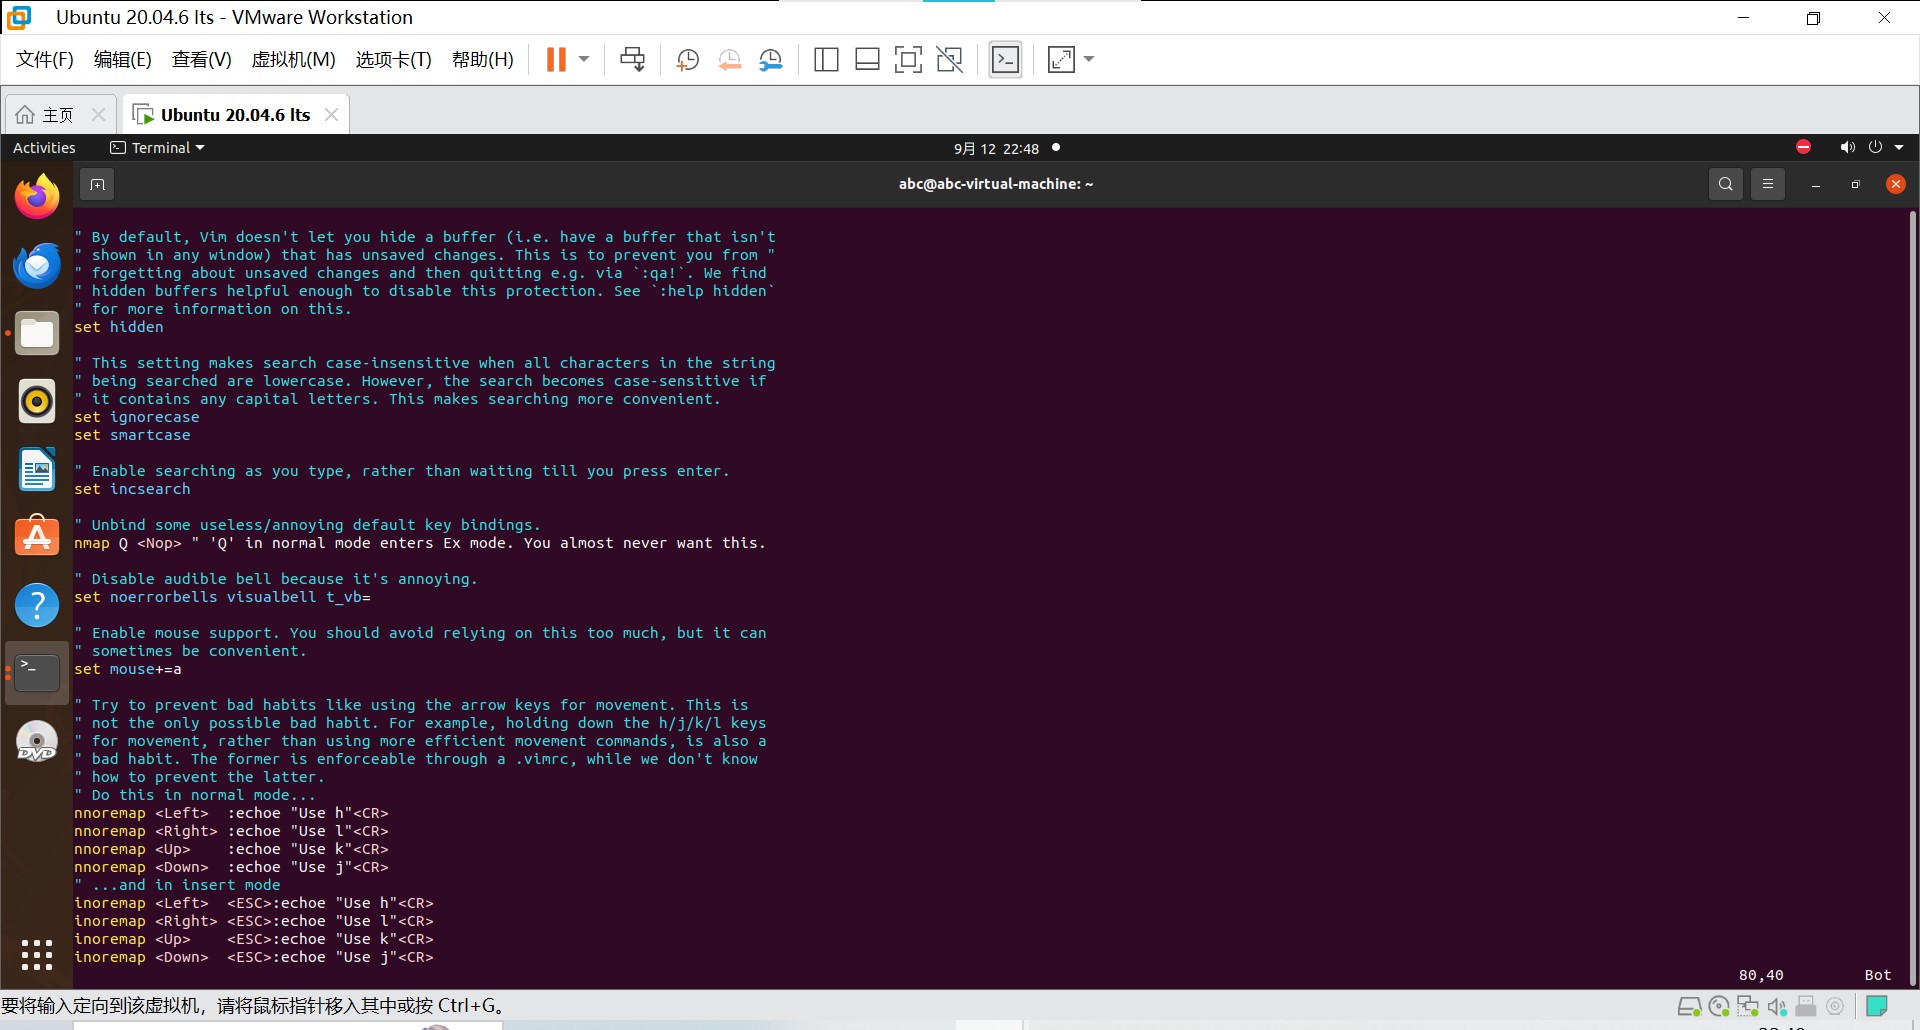 Ubuntu 20.04.6 lts - VMware Workstation
文件(F) 编辑(E) 查看(V) 虚拟机(M) 选项卡(T) 帮助(H)
主页 Ubuntu 20.04.6 lts
Activities Terminal 9月 12 22:48
abc@abc-virtual-machine: ~
" By default, Vim doesn't let you hide a buffer (i.e. have a buffer that isn't
" shown in any window) that has unsaved changes. This is to prevent you from "
" forgetting about unsaved changes and then quitting e.g. via `:qa!`. We find
" hidden buffers helpful enough to disable this protection. See `:help hidden`
" for more information on this.
set hidden
" This setting makes search case-insensitive when all characters in the string
" being searched are lowercase. However, the search becomes case-sensitive if
" it contains any capital letters. This makes searching more convenient.
set ignorecase
set smartcase
" Enable searching as you type, rather than waiting till you press enter.
set incsearch
" Unbind some useless/annoying default key bindings.
nmap Q <Nop> " 'Q' in normal mode enters Ex mode. You almost never want this.
" Disable audible bell because it's annoying.
set noerrorbells visualbell t_vb=
" Enable mouse support. You should avoid relying on this too much, but it can
" sometimes be convenient.
set mouse+=a
" Try to prevent bad habits like using the arrow keys for movement. This is
" not the only possible bad habit. For example, holding down the h/j/k/l keys
" for movement, rather than using more efficient movement commands, is also a
" bad habit. The former is enforceable through a .vimrc, while we don't know
" how to prevent the latter.
" Do this in normal mode...
nnoremap <Left>  :echoe "Use h"<CR>
nnoremap <Right> :echoe "Use l"<CR>
nnoremap <Up>    :echoe "Use k"<CR>
nnoremap <Down>  :echoe "Use j"<CR>
" ...and in insert mode
inoremap <Left>  <ESC>:echoe "Use h"<CR>
inoremap <Right> <ESC>:echoe "Use l"<CR>
inoremap <Up>    <ESC>:echoe "Use k"<CR>
inoremap <Down>  <ESC>:echoe "Use j"<CR>
80,40 Bot
要将输入定向到该虚拟机，请将鼠标指针移入其中或按 Ctrl+G。